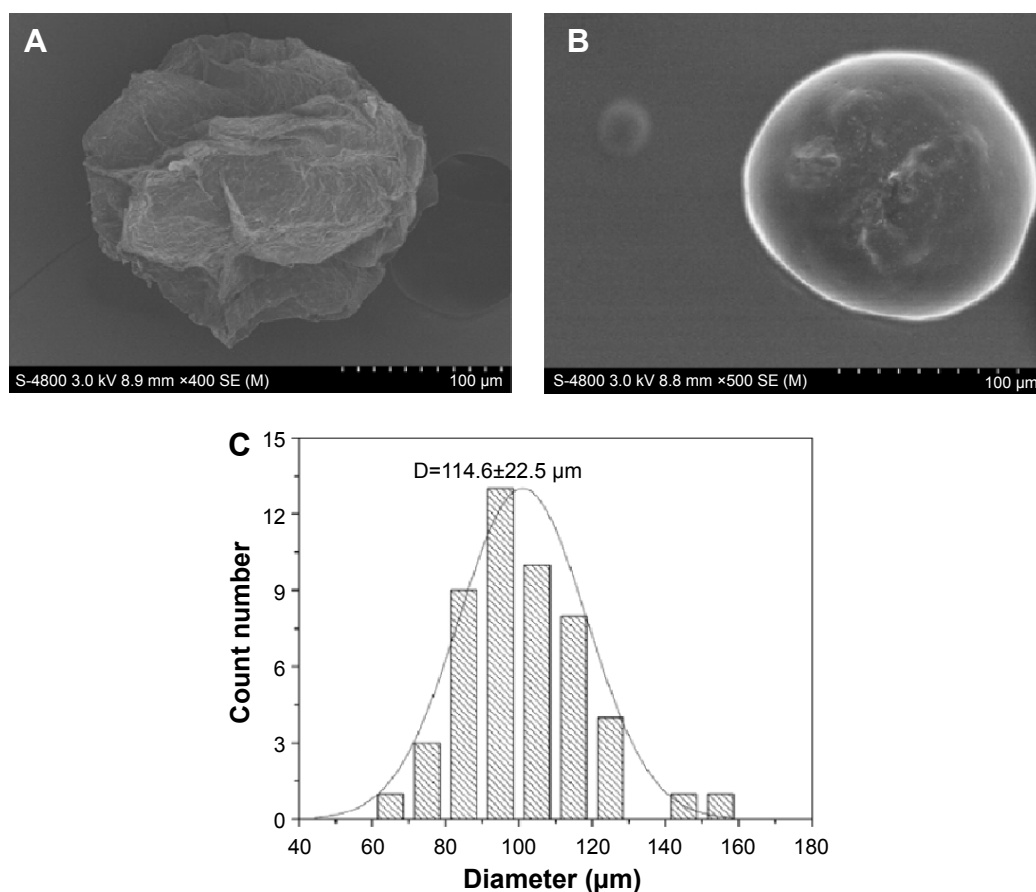 A
S-4800 3.0 kV 8.9 mm ×400 SE (M)
100 µm
B
S-4800 3.0 kV 8.8 mm ×500 SE (M)
100 µm
C
D=114.6±22.5 µm
15
12
9
6
3
0
Count number
40
60
80
100
120
140
160
180
Diameter (µm)